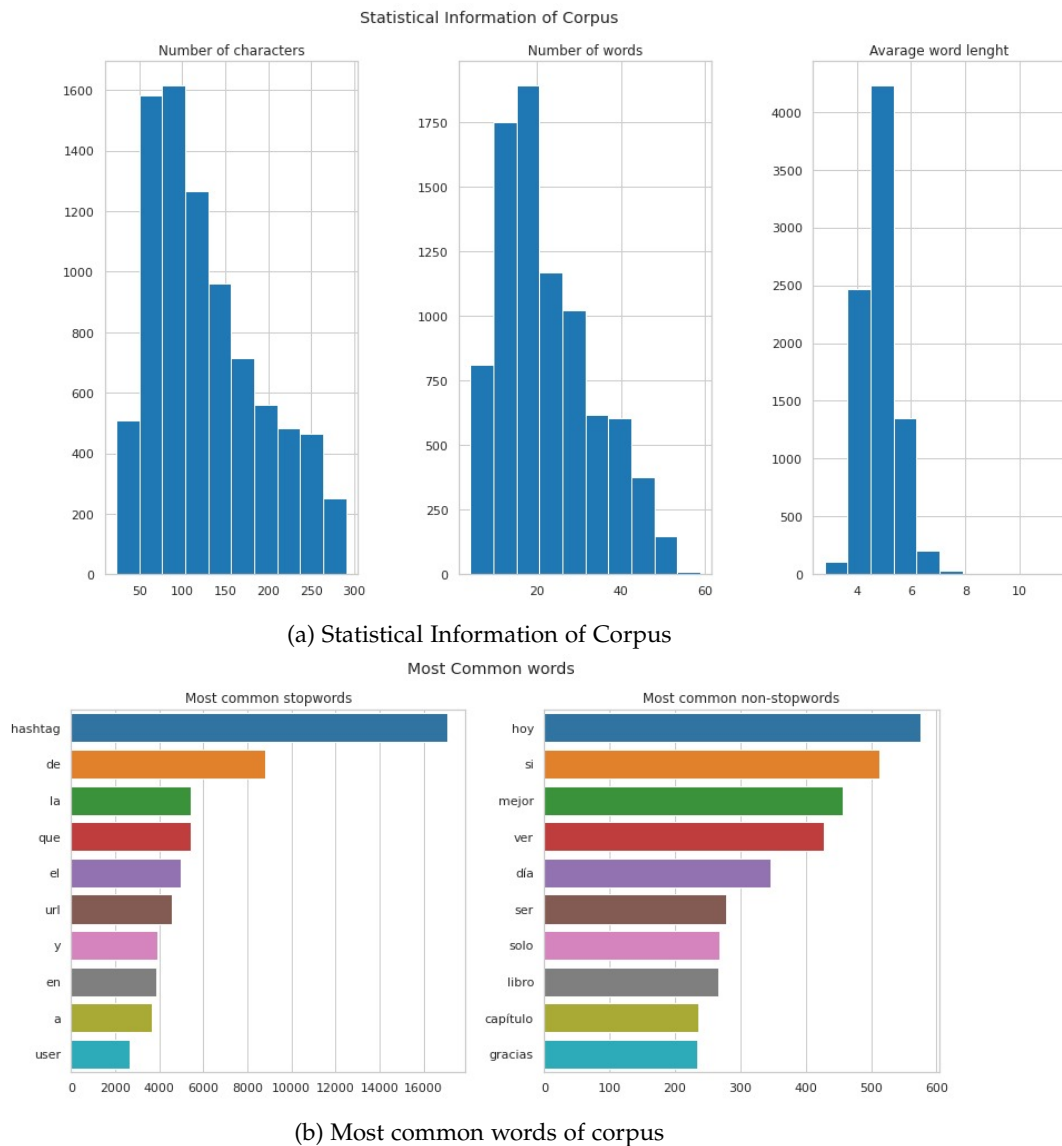 Statistical Information of Corpus
Number of characters
1600
1400
1200
1000
800
600
400
200
0
50 100 150 200 250 300
Number of words
1750
1500
1250
1000
750
500
250
0
20 40 60
Avarage word lenght
4000
3500
3000
2500
2000
1500
1000
500
0
4 6 8 10
(a) Statistical Information of Corpus
Most Common words
Most common stopwords
hashtag
de
la
que
el
url
y
en
a
user
0 2000 4000 6000 8000 10000 12000 14000 16000
Most common non-stopwords
hoy
si
mejor
ver
día
ser
solo
libro
capítulo
gracias
0 100 200 300 400 500 600
(b) Most common words of corpus